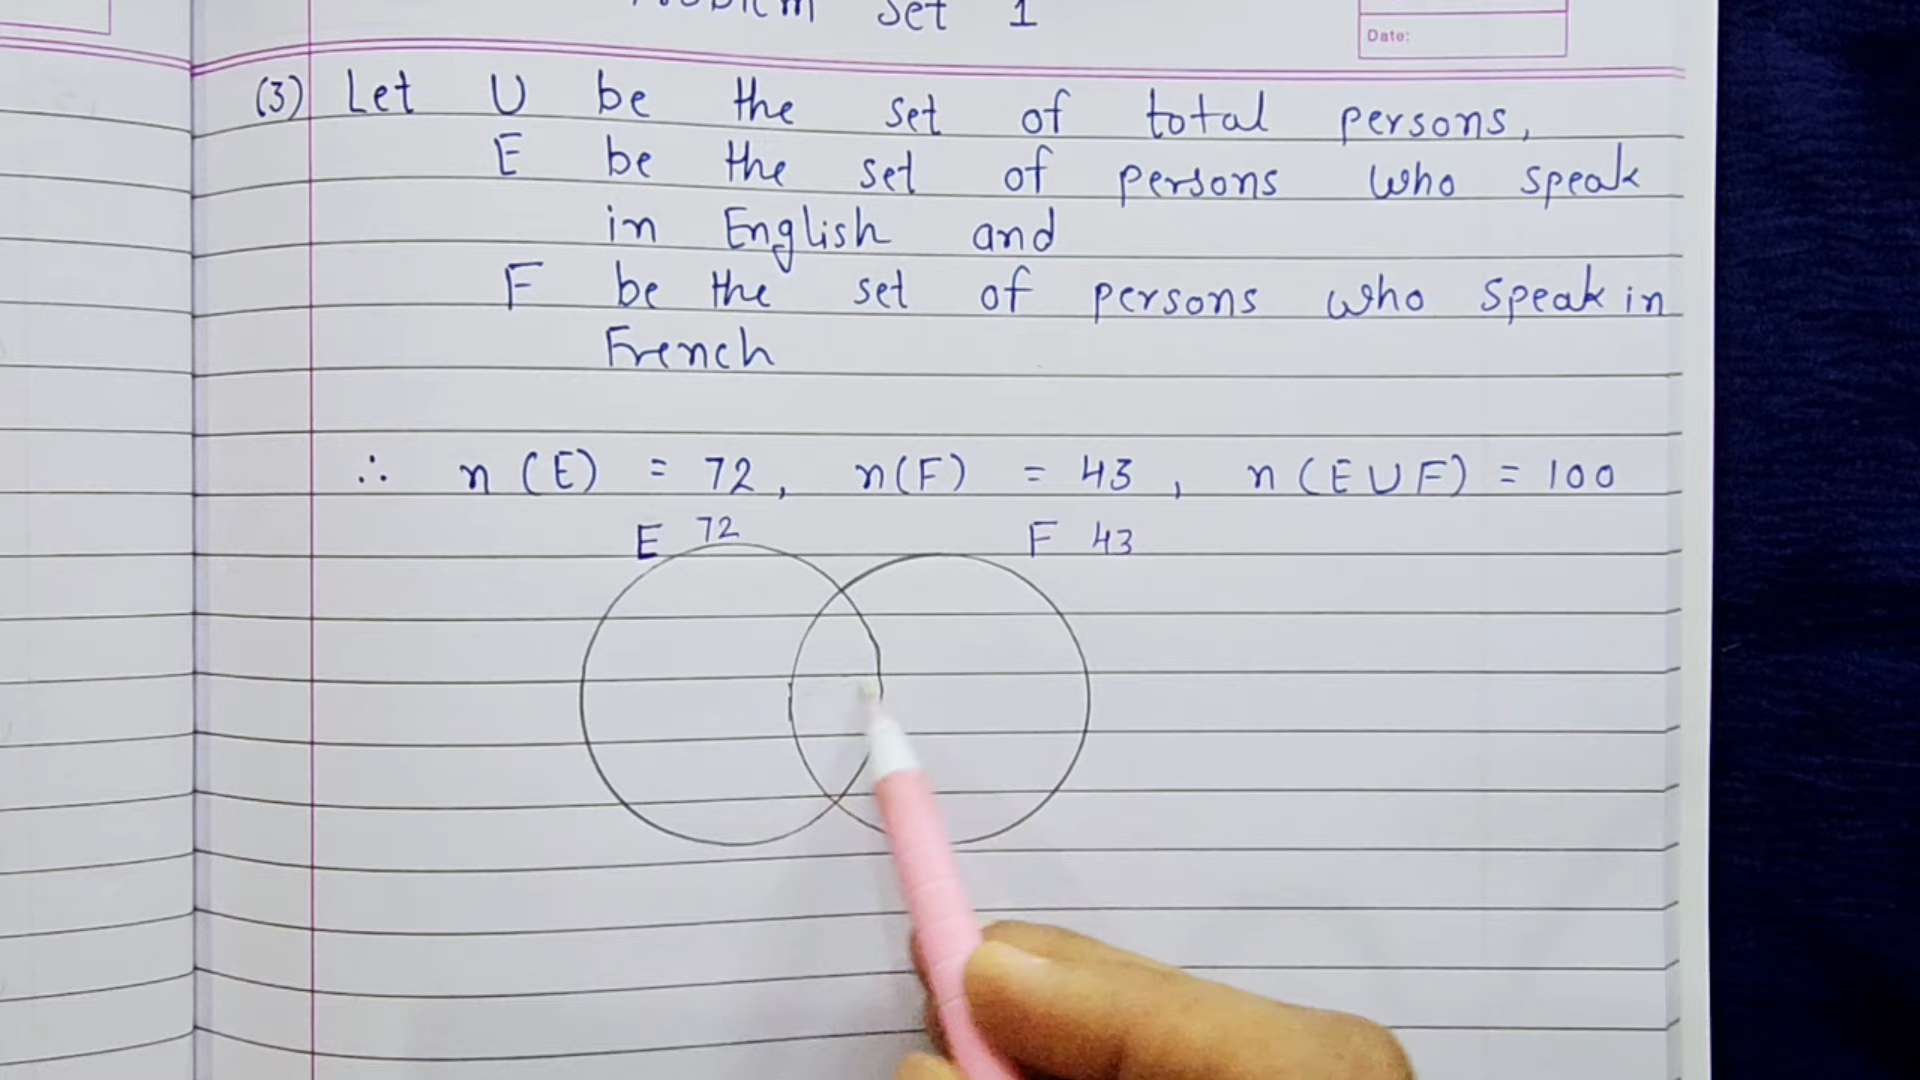 Problem Set 1
Date:
(3) Let U be the set of total persons,
E be the set of persons who speak
in English and
F be the set of persons who speak in
French
∴ n (E) = 72, n(F) = 43, n(E∪F) = 100
E 72 F 43